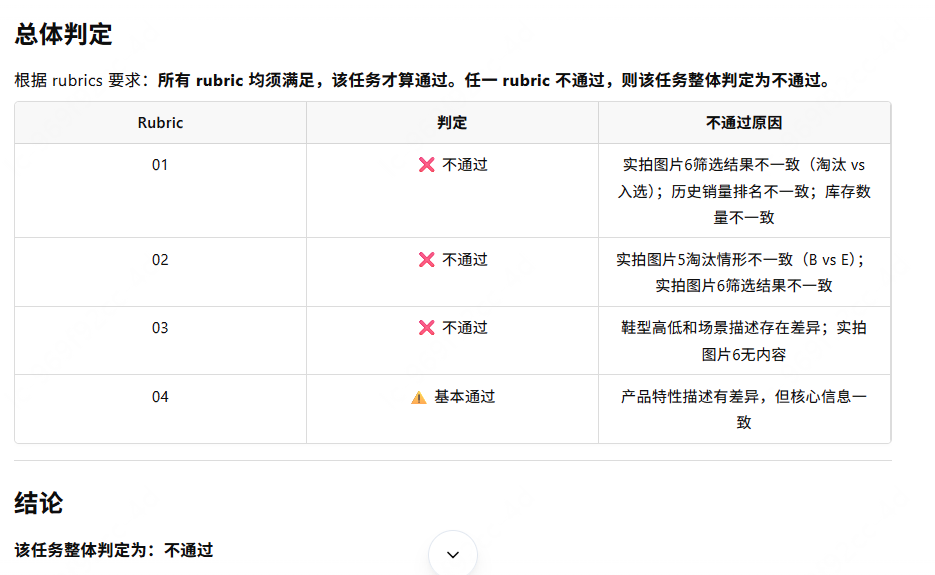 总体判定
根据 rubrics 要求：所有 rubric 均须满足，该任务才算通过。任一 rubric 不通过，则该任务整体判定为不通过。
Rubric 判定 不通过原因
01 ❌ 不通过 实拍图片6筛选结果不一致（淘汰 vs
入选）；历史销量排名不一致；库存数
量不一致
02 ❌ 不通过 实拍图片5淘汰情形不一致（B vs E）；
实拍图片6筛选结果不一致
03 ❌ 不通过 鞋型高低和场景描述存在差异；实拍
图片6无内容
04 ⚠️ 基本通过 产品特性描述有差异，但核心信息一
致
结论
该任务整体判定为：不通过